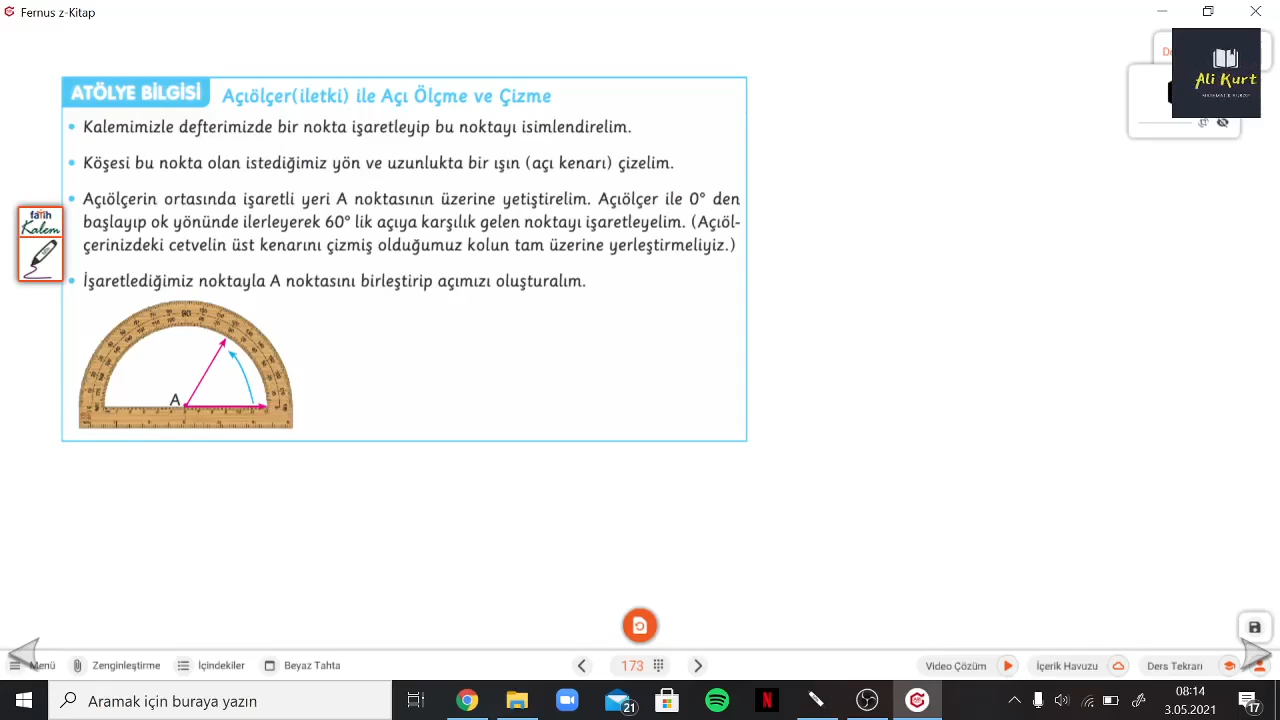 Fernus z-Kitap
Ali Kurt
ATÖLYE BİLGİSİ
Açıölçer(iletki) ile Açı Ölçme ve Çizme
• Kalemimizle defterimizde bir nokta işaretleyip bu noktayı isimlendirelim.
• Köşesi bu nokta olan istediğimiz yön ve uzunlukta bir ışın (açı kenarı) çizelim.
• Açıölçerin ortasında işaretli yeri A noktasının üzerine yetiştirelim. Açıölçer ile 0° den
başlayıp ok yönünde ilerleyerek 60° lik açıya karşılık gelen noktayı işaretleyelim. (Açıöl-
çerinizdeki cetvelin üst kenarını çizmiş olduğumuz kolun tam üzerine yerleştirmeliyiz.)
• İşaretlediğimiz noktayla A noktasını birleştirip açımızı oluşturalım.
fatih
Kalem
90
A
Menü
Zenginleştirme
İçindekiler
Beyaz Tahta
173
Video Çözüm
İçerik Havuzu
Ders Tekrarı
Aramak için buraya yazın
21
N
08:14
3.05.2021
17